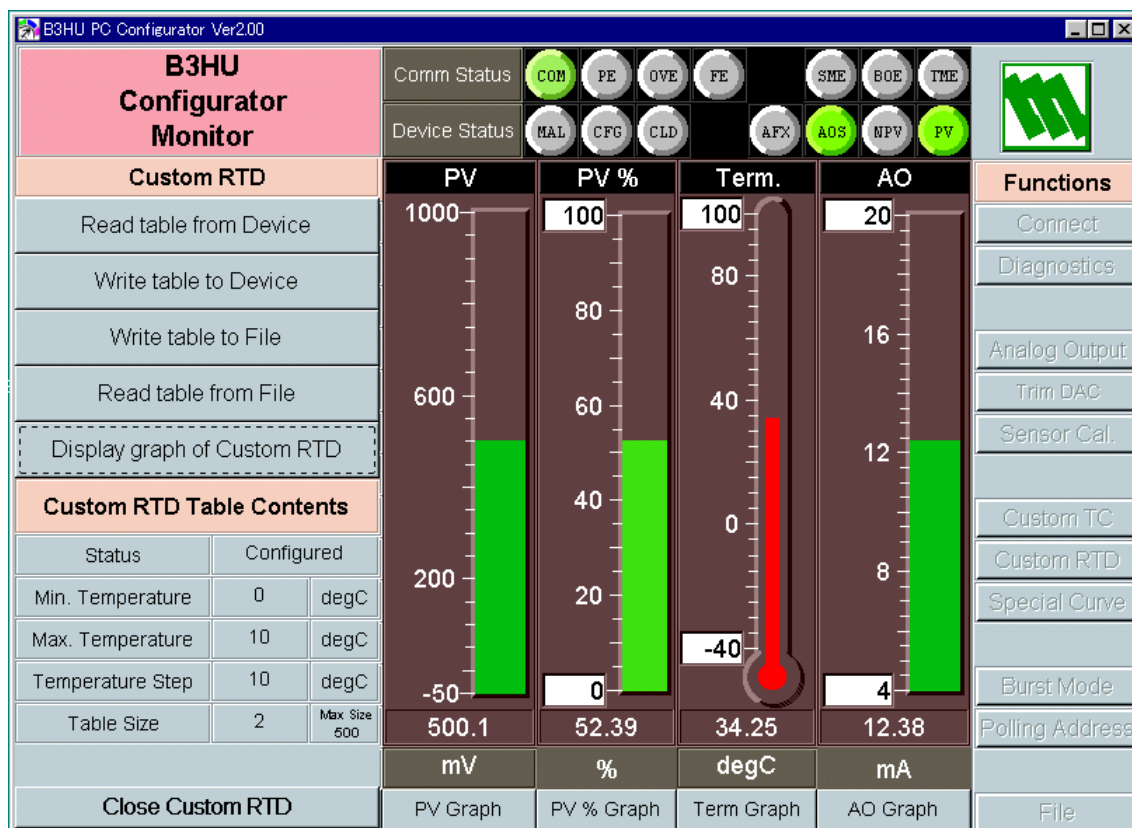 B3HU PC Configurator Ver2.00
B3HU
Configurator
Monitor
Comm Status
COM PE OVE FE SME BOE TME
Device Status
MAL CFG CLD AFX AOS NPV PV
Custom RTD
Read table from Device
Write table to Device
Write table to File
Read table from File
Display graph of Custom RTD
Custom RTD Table Contents
Status Configured
Min. Temperature 0 degC
Max. Temperature 10 degC
Temperature Step 10 degC
Table Size 2 Max Size
500
Close Custom RTD
PV
1000
600
200
-50
500.1
mV
PV Graph
PV %
100
80
60
40
20
0
52.39
%
PV % Graph
Term.
100
80
40
0
-40
34.25
degC
Term Graph
AO
20
16
12
8
4
12.38
mA
AO Graph
Functions
Connect
Diagnostics
Analog Output
Trim DAC
Sensor Cal.
Custom TC
Custom RTD
Special Curve
Burst Mode
Polling Address
File